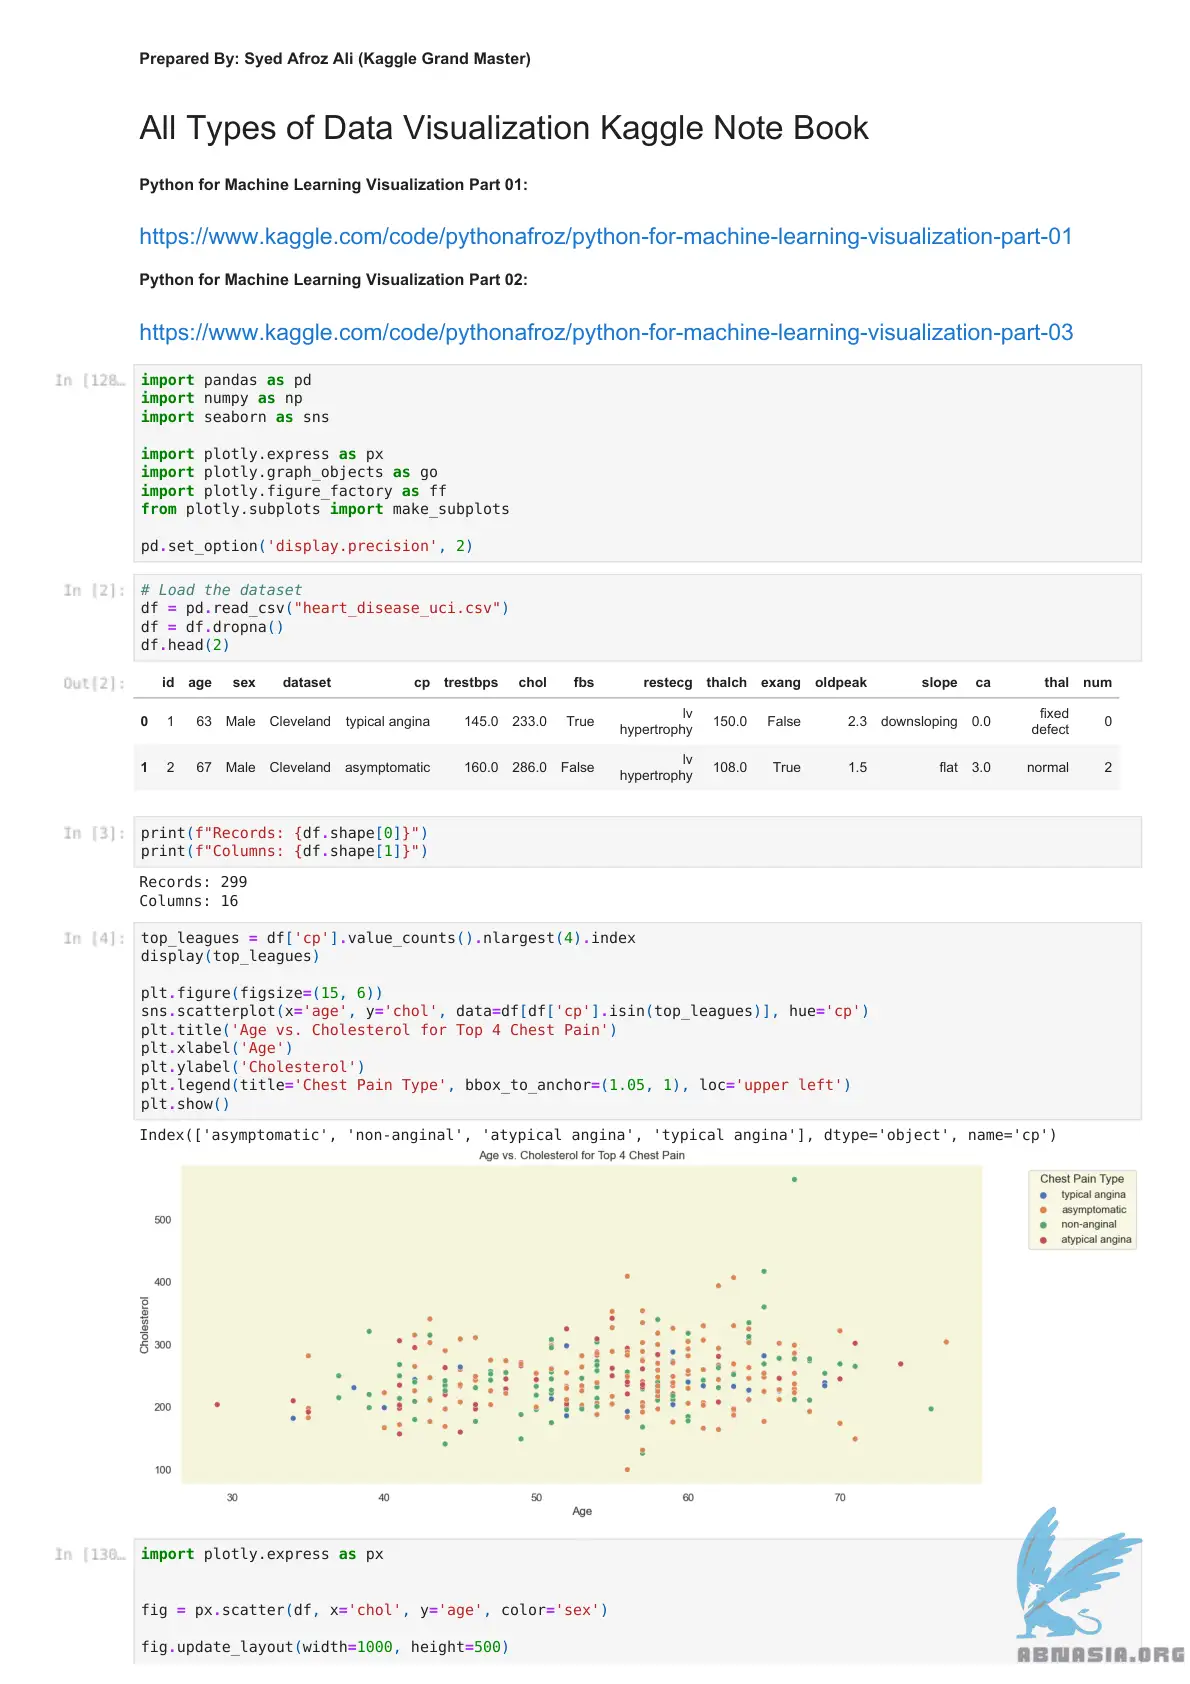 Prepared By: Syed Afroz Ali (Kaggle Grand Master)
All Types of Data Visualization Kaggle Note Book
Python for Machine Learning Visualization Part 01:
https://www.kaggle.com/code/pythonafroz/python-for-machine-learning-visualization-part-01
Python for Machine Learning Visualization Part 02:
https://www.kaggle.com/code/pythonafroz/python-for-machine-learning-visualization-part-03
In [128…
import pandas as pd
import numpy as np
import seaborn as sns
import plotly.express as px
import plotly.graph_objects as go
import plotly.figure_factory as ff
from plotly.subplots import make_subplots
pd.set_option('display.precision', 2)
In [2]:
# Load the dataset
df = pd.read_csv("heart_disease_uci.csv")
df = df.dropna()
df.head(2)
Out[2]:
id age sex dataset cp trestbps chol fbs restecg thalch exang oldpeak slope ca thal num
0 1 63 Male Cleveland typical angina 145.0 233.0 True lv hypertrophy 150.0 False 2.3 downsloping 0.0 fixed defect 0
1 2 67 Male Cleveland asymptomatic 160.0 286.0 False lv hypertrophy 108.0 True 1.5 flat 3.0 normal 2
In [3]:
print(f"Records: {df.shape[0]}")
print(f"Columns: {df.shape[1]}")
Records: 299
Columns: 16
In [4]:
top_leagues = df['cp'].value_counts().nlargest(4).index
display(top_leagues)
plt.figure(figsize=(15, 6))
sns.scatterplot(x='age', y='chol', data=df[df['cp'].isin(top_leagues)], hue='cp')
plt.title('Age vs. Cholesterol for Top 4 Chest Pain')
plt.xlabel('Age')
plt.ylabel('Cholesterol')
plt.legend(title='Chest Pain Type', bbox_to_anchor=(1.05, 1), loc='upper left')
plt.show()
Index(['asymptomatic', 'non-anginal', 'atypical angina', 'typical angina'], dtype='object', name='cp')
Age vs. Cholesterol for Top 4 Chest Pain
Chest Pain Type
typical angina
asymptomatic
non-anginal
atypical angina
500
400
300
200
100
Cholesterol
30 40 50 60 70
Age
In [130…
import plotly.express as px
fig = px.scatter(df, x='chol', y='age', color='sex')
fig.update_layout(width=1000, height=500)
ABNASIA.ORG